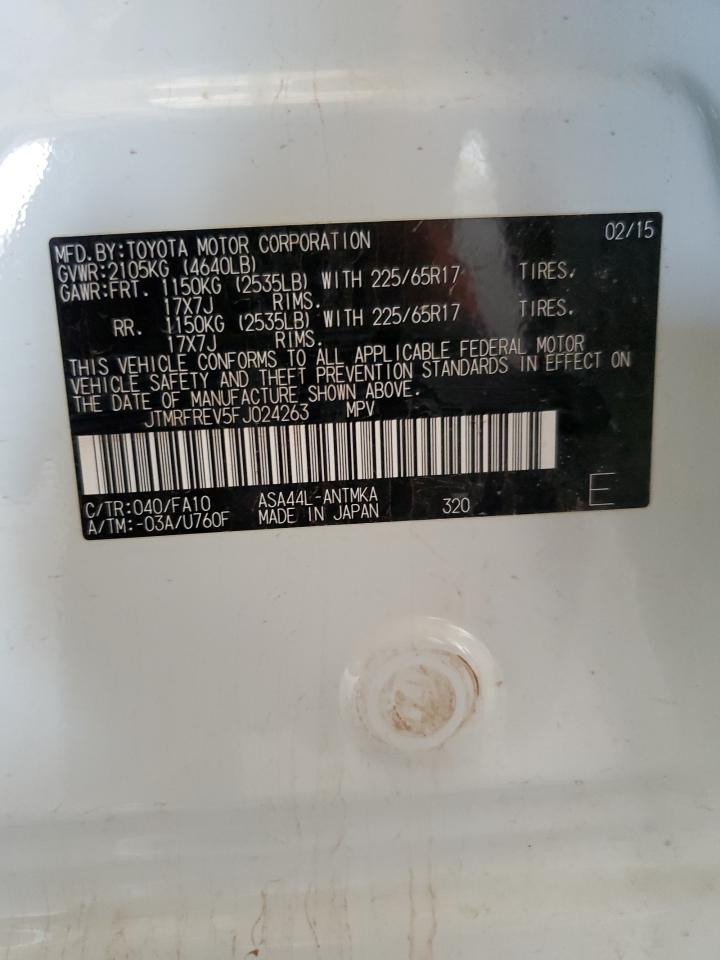 MFD.BY:TOYOTA MOTOR CORPORATION 02/15
GVWR:2105KG (4640LB)
GAWR:FRT. 1150KG (2535LB) WITH 225/65R17 TIRES,
17X7J RIMS.
RR. 1150KG (2535LB) WITH 225/65R17 TIRES,
17X7J RIMS.
THIS VEHICLE CONFORMS TO ALL APPLICABLE FEDERAL MOTOR
VEHICLE SAFETY AND THEFT PREVENTION STANDARDS IN EFFECT ON
THE DATE OF MANUFACTURE SHOWN ABOVE.
JTMRFREV5FJ024263 MPV
C/TR:040/FA10 ASA44L-ANTMKA 320 E
A/TM:-03A/U760F MADE IN JAPAN